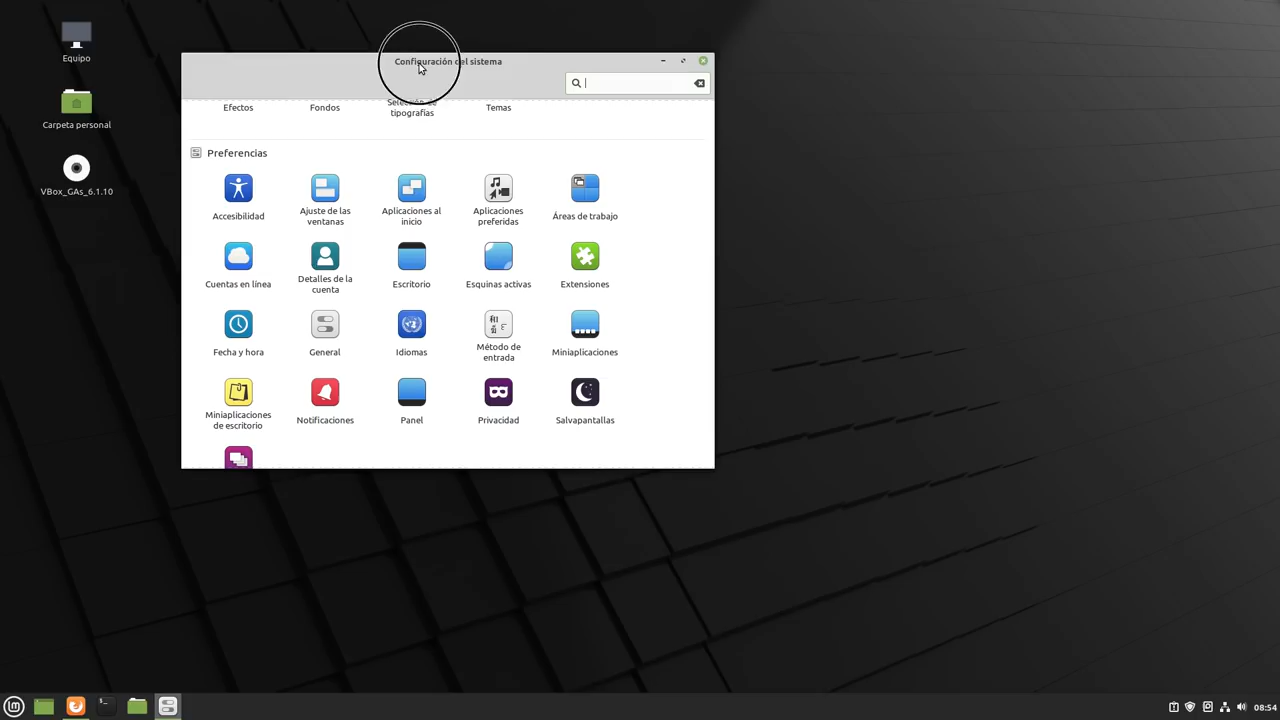 Equipo
Carpeta personal
VBox_GAs_6.1.10
Configuración del sistema
Efectos
Fondos
Selección de
tipografías
Temas
Preferencias
Accesibilidad
Ajuste de las
ventanas
Aplicaciones al
inicio
Aplicaciones
preferidas
Áreas de trabajo
Cuentas en línea
Detalles de la
cuenta
Escritorio
Esquinas activas
Extensiones
Fecha y hora
General
Idiomas
Método de
entrada
Miniaplicaciones
Miniaplicaciones
de escritorio
Notificaciones
Panel
Privacidad
Salvapantallas
08:54